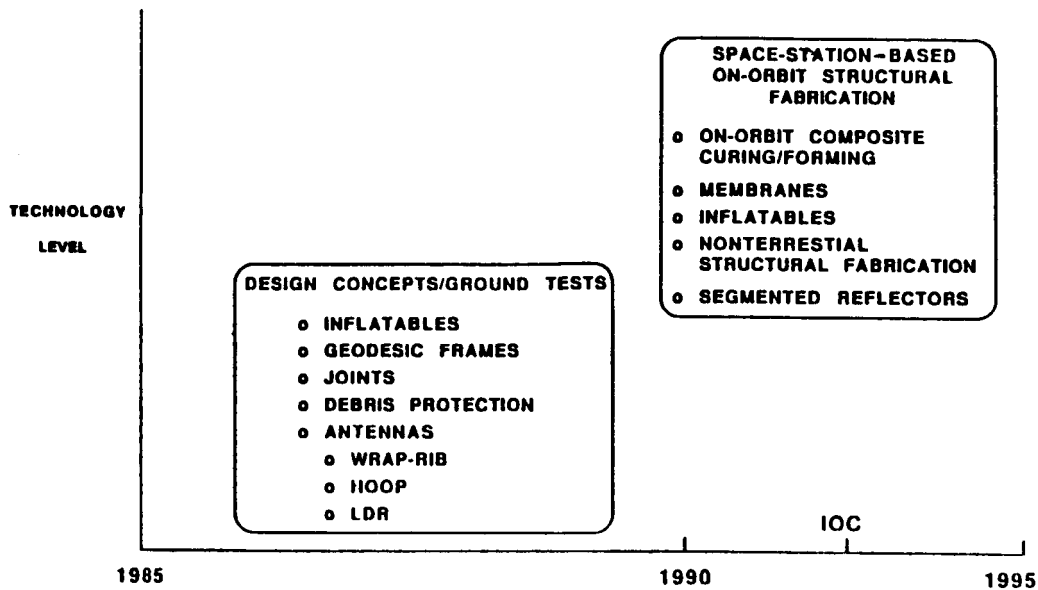 SPACE-STATION-BASED
ON-ORBIT STRUCTURAL
FABRICATION
o ON-ORBIT COMPOSITE
CURING/FORMING
o MEMBRANES
o INFLATABLES
o NONTERRESTIAL
STRUCTURAL FABRICATION
o SEGMENTED REFLECTORS
TECHNOLOGY
LEVEL
DESIGN CONCEPTS/GROUND TESTS
o INFLATABLES
o GEODESIC FRAMES
o JOINTS
o DEBRIS PROTECTION
o ANTENNAS
o WRAP-RIB
o HOOP
o LDR
IOC
1985 1990 1995